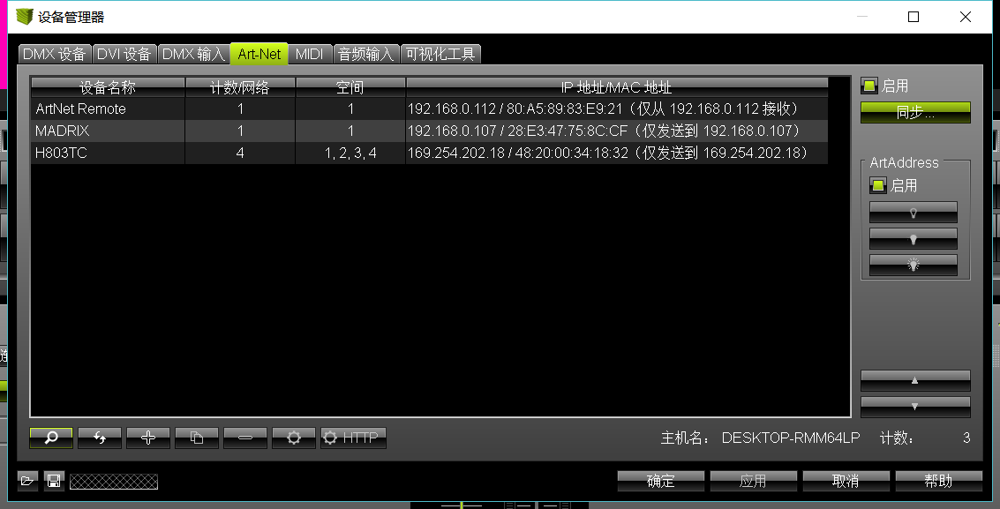 设备管理器
DMX 设备 DVI 设备 DMX 输入 Art-Net MIDI 音频输入 可视化工具
设备名称 计数/网络 空间 IP 地址/MAC 地址
ArtNet Remote 1 1 192.168.0.112 / 80:A5:89:83:E9:21（仅从 192.168.0.112 接收）
MADRIX 1 1 192.168.0.107 / 28:E3:47:75:8C:CF（仅发送到 192.168.0.107）
H803TC 4 1, 2, 3, 4 169.254.202.18 / 48:20:00:34:18:32（仅发送到 169.254.202.18）
启用
同步...
ArtAddress
启用
HTTP
主机名： DESKTOP-RMM64LP 计数： 3
确定 应用 取消 帮助